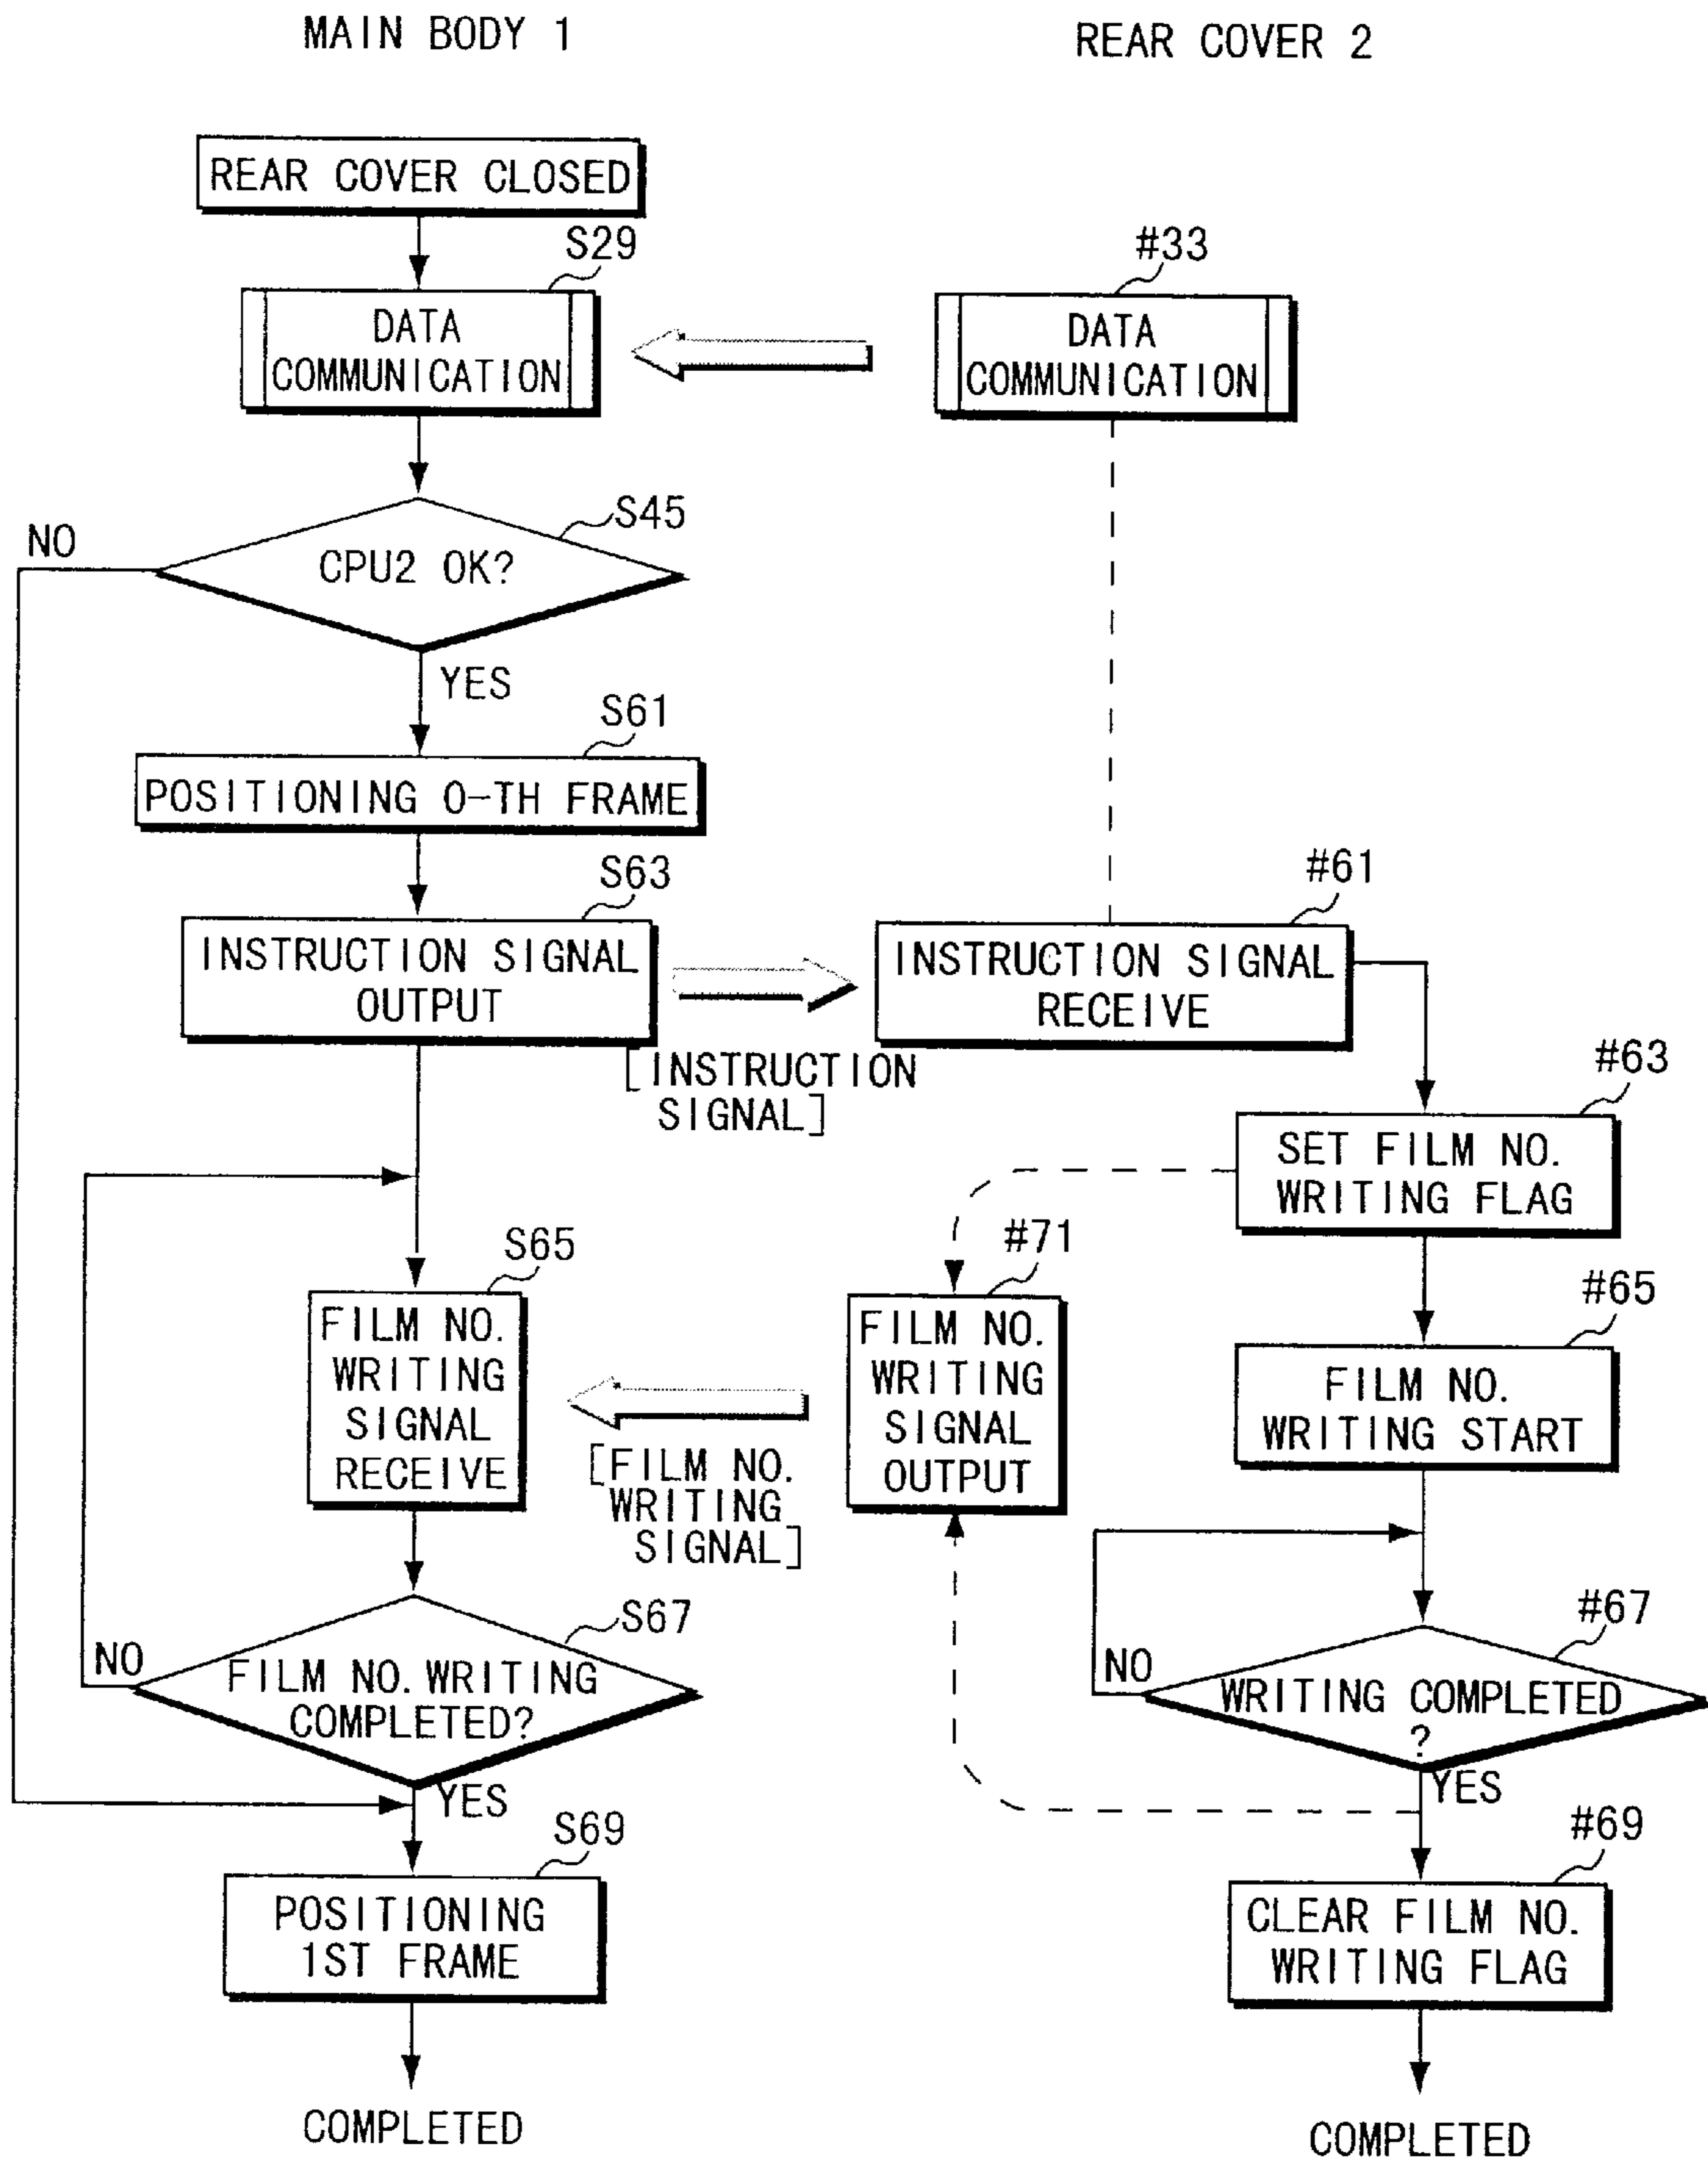 MAIN BODY 1
REAR COVER 2
REAR COVER CLOSED
S29
DATA
COMMUNICATION
#33
DATA
COMMUNICATION
S45
NO
CPU2 OK?
YES
S61
POSITIONING 0-TH FRAME
S63
INSTRUCTION SIGNAL
OUTPUT
[INSTRUCTION
SIGNAL]
#61
INSTRUCTION SIGNAL
RECEIVE
#63
SET FILM NO.
WRITING FLAG
S65
FILM NO.
WRITING
SIGNAL
RECEIVE
[FILM NO.
WRITING
SIGNAL]
#71
FILM NO.
WRITING
SIGNAL
OUTPUT
#65
FILM NO.
WRITING START
S67
NO
FILM NO. WRITING
COMPLETED?
YES
#67
NO
WRITING COMPLETED
?
YES
S69
POSITIONING
1ST FRAME
#69
CLEAR FILM NO.
WRITING FLAG
COMPLETED
COMPLETED